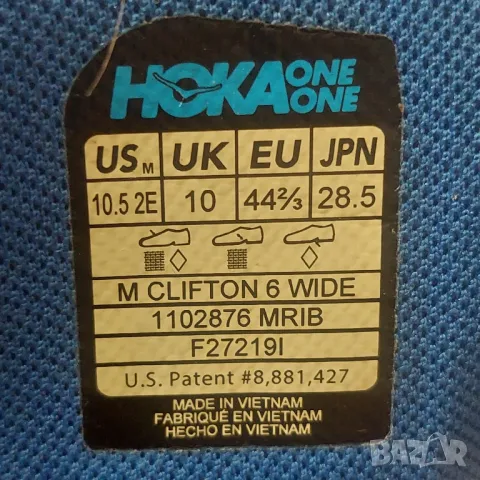 HOKA ONE ONE
US M UK EU JPN
10.5 2E 10 44⅔ 28.5
M CLIFTON 6 WIDE
1102876 MRIB
F27219I
U.S. Patent #8,881,427
MADE IN VIETNAM
FABRIQUÉ EN VIETNAM
HECHO EN VIETNAM
BAZAR